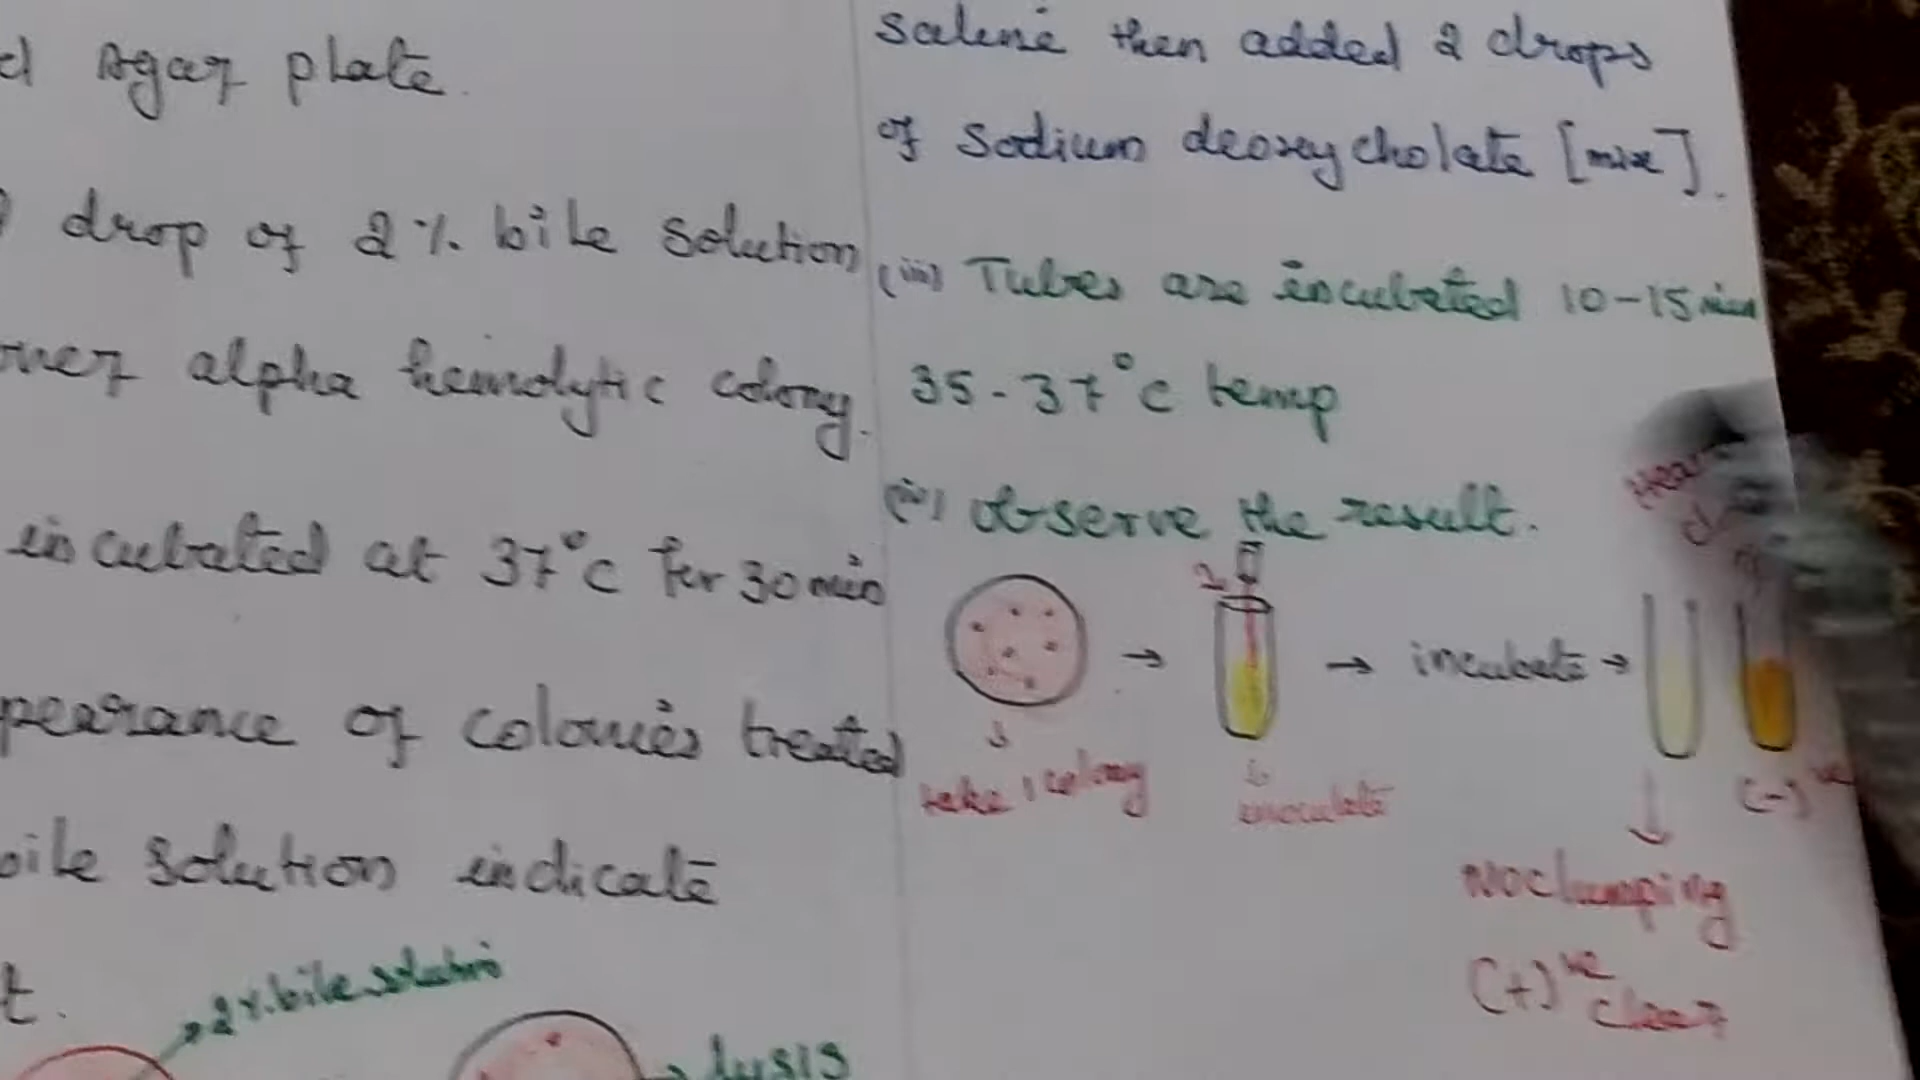 Agar plate.
drop of 2% bile solution
alpha hemolytic colony.
incubated at 37°c for 30 min
pearance of colonies treated
bile solution indicate
t.
2%.bile solution
lysis
saline then added 2 drops
of Sodium deoxycholate [mix].
(iii) Tubes are incubated 10-15 min
35-37°c temp
(iv) observe the result.
2
→ → incubate →
take 1 colony
inoculate
(-)ve
No clumping
(+)ve clear